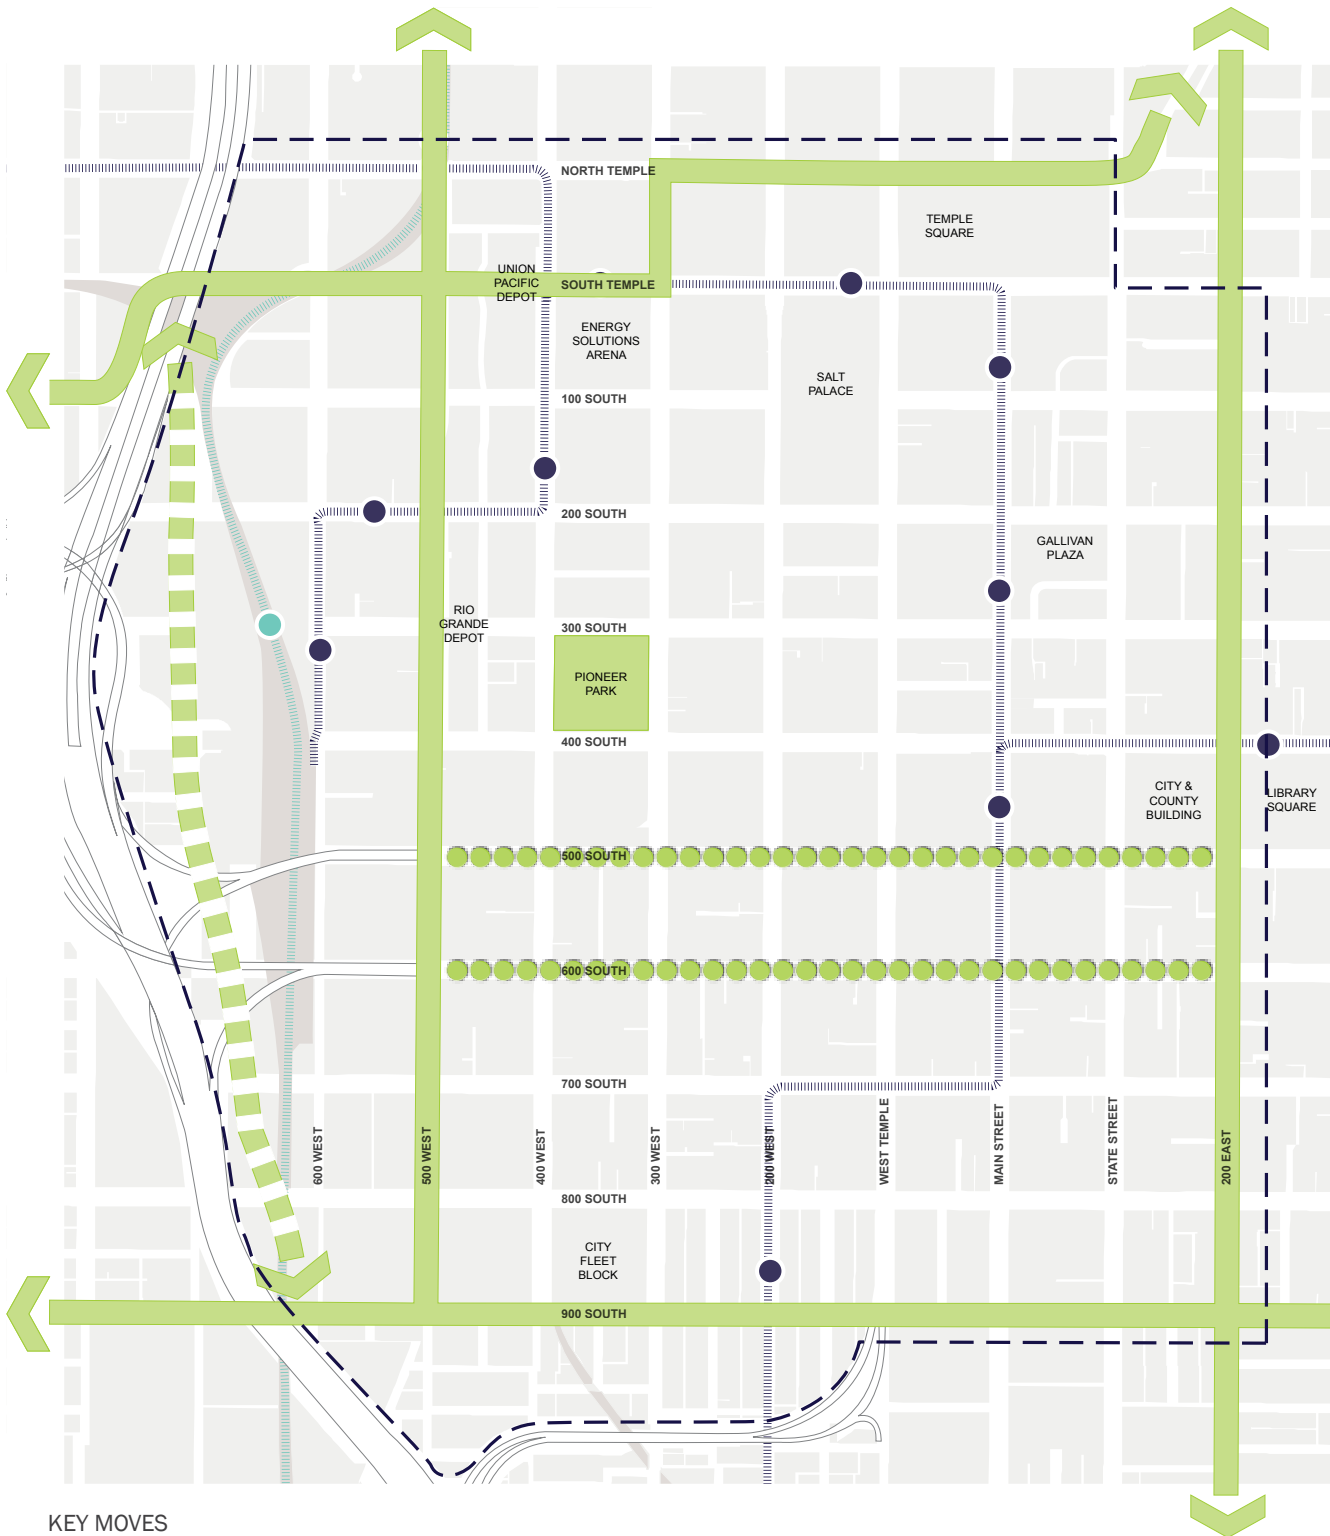 NORTH TEMPLE
TEMPLE
SQUARE
UNION
PACIFIC
DEPOT
SOUTH TEMPLE
ENERGY
SOLUTIONS
ARENA
SALT
PALACE
100 SOUTH
200 SOUTH
GALLIVAN
PLAZA
RIO
GRANDE
DEPOT
300 SOUTH
PIONEER
PARK
400 SOUTH
CITY &
COUNTY
BUILDING
LIBRARY
SQUARE
500 SOUTH
600 SOUTH
700 SOUTH
600 WEST
500 WEST
400 WEST
300 WEST
200 WEST
WEST TEMPLE
MAIN STREET
STATE STREET
200 EAST
800 SOUTH
CITY
FLEET
BLOCK
900 SOUTH
KEY MOVES